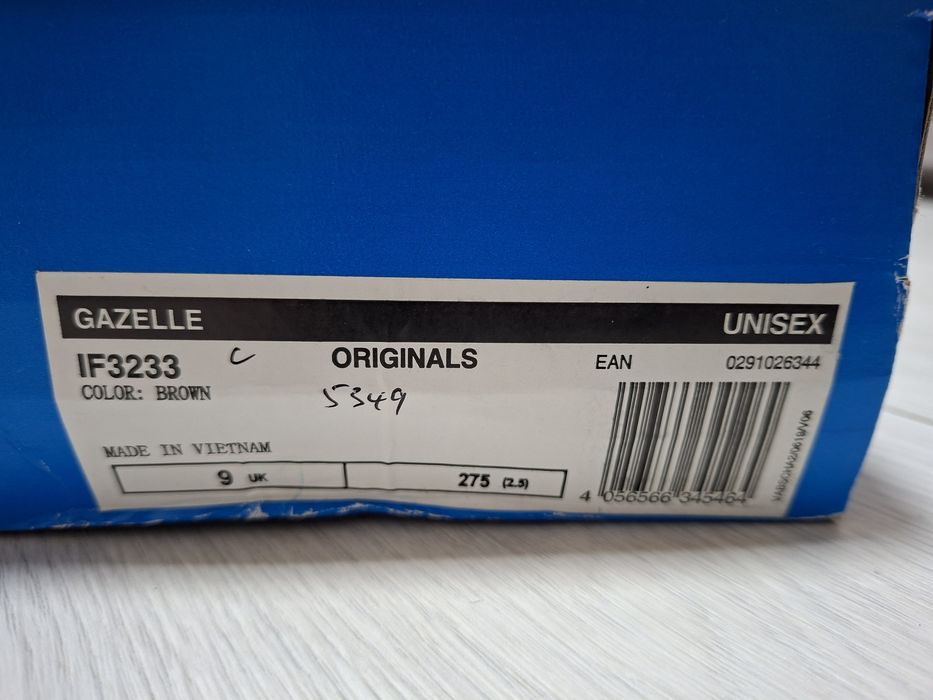 GAZELLE UNISEX
IF3233 C ORIGINALS EAN 0291026344
COLOR: BROWN 5349
MADE IN VIETNAM
9 UK 275 (2.5)
4 056566 345464